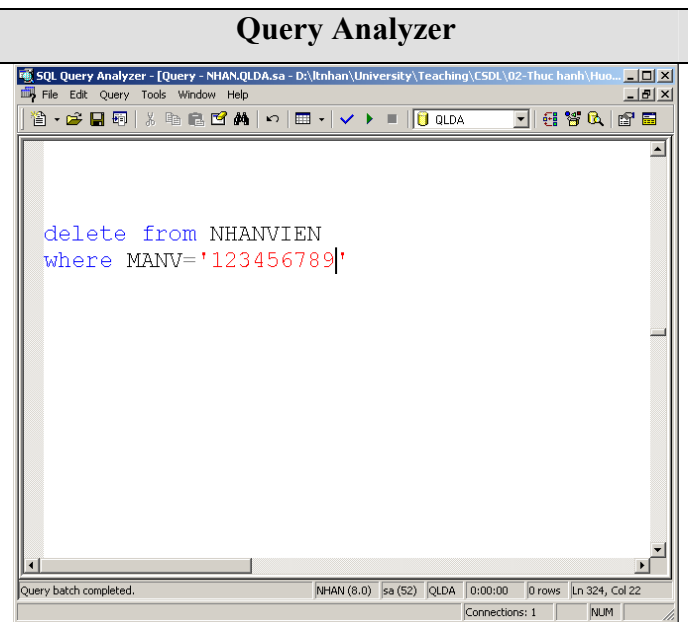 Query Analyzer
SQL Query Analyzer - [Query - NHAN.QLDA.sa - D:\ltnhan\University\Teaching\CSDL\02-Thuc hanh\Huo...
File Edit Query Tools Window Help
QLDA
delete from NHANVIEN
where MANV='123456789'
Query batch completed. NHAN (8.0) sa (52) QLDA 0:00:00 0 rows Ln 324, Col 22
Connections: 1 NUM